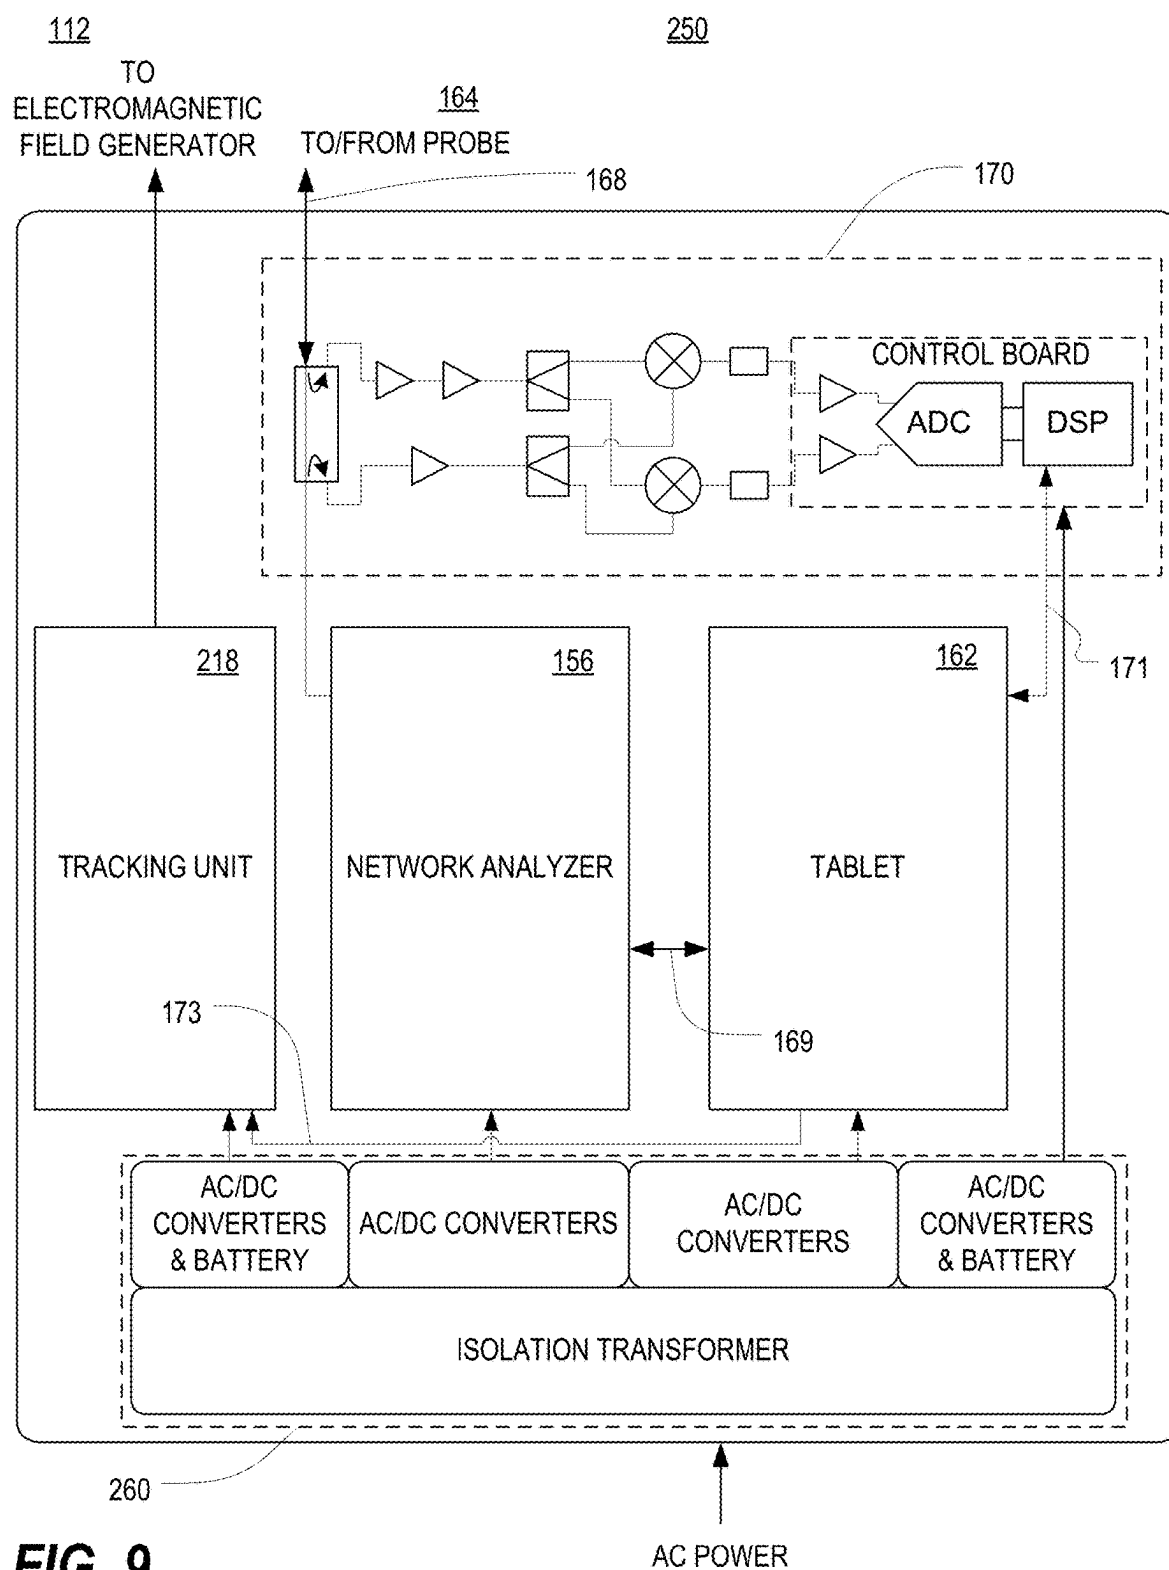 112
250
TO
ELECTROMAGNETIC
FIELD GENERATOR
164
TO/FROM PROBE
168
170
CONTROL BOARD
ADC
DSP
218
156
162
171
TRACKING UNIT
NETWORK ANALYZER
TABLET
173
169
AC/DC
CONVERTERS
& BATTERY
AC/DC CONVERTERS
AC/DC
CONVERTERS
AC/DC
CONVERTERS
& BATTERY
ISOLATION TRANSFORMER
260
AC POWER
FIG. 9